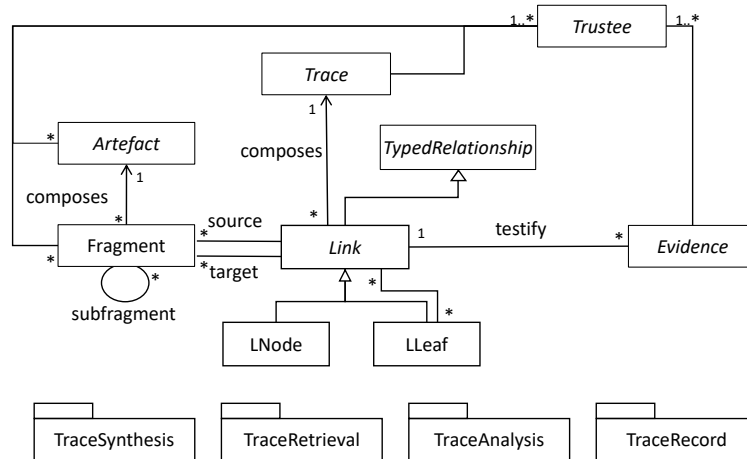 1..* Trustee 1..*
Trace
1
* Artefact
TypedRelationship
composes
1
composes
* source *
Fragment * Link 1 testify *
* * target Evidence
* * *
subfragment
LNode LLeaf
TraceSynthesis TraceRetrieval TraceAnalysis TraceRecord